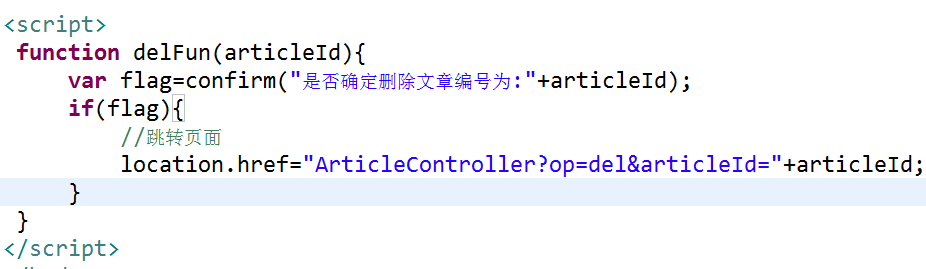 <script>
function delFun(articleId){
var flag=confirm("是否确定删除文章编号为:"+articleId);
if(flag){
//跳转页面
location.href="ArticleController?op=del&articleId="+articleId;
}
}
</script>